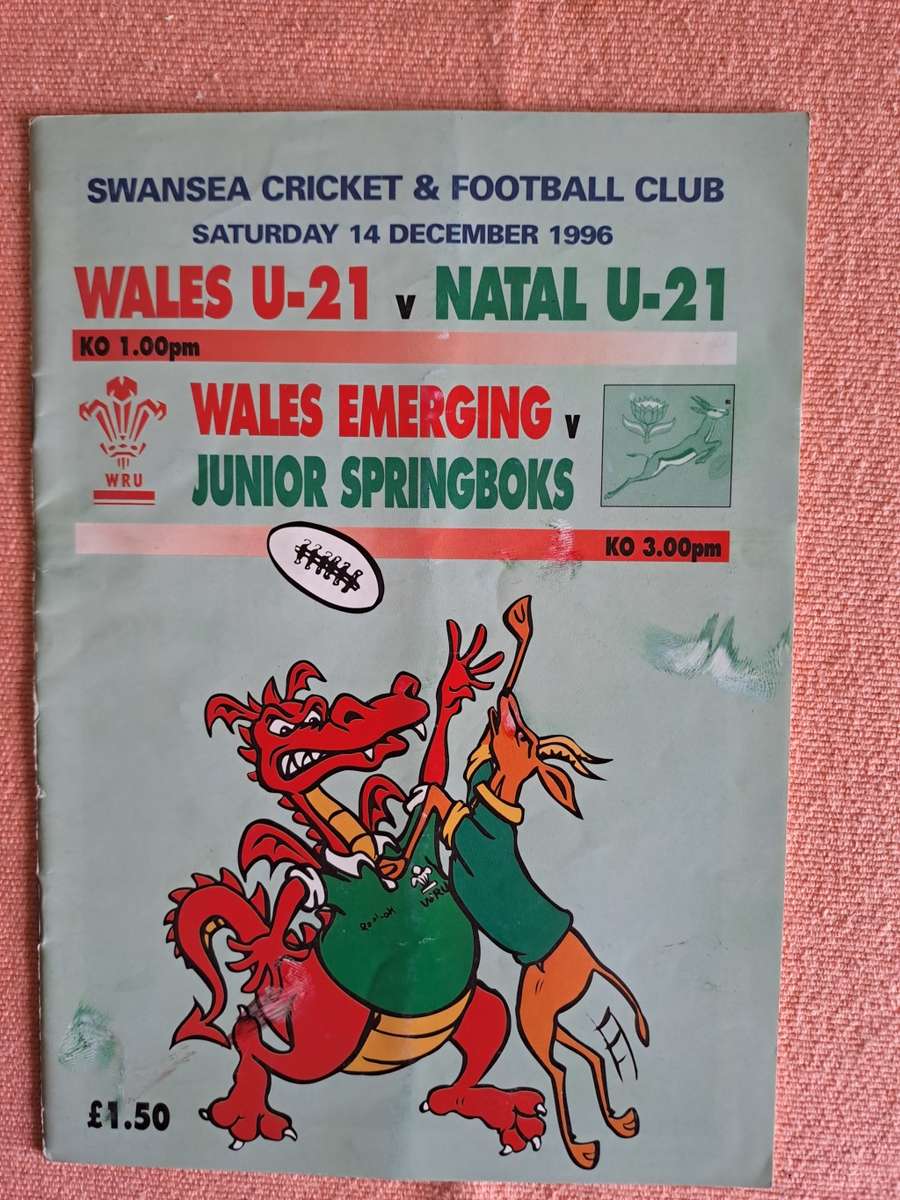 SWANSEA CRICKET & FOOTBALL CLUB
SATURDAY 14 DECEMBER 1996
WALES U-21 v NATAL U-21
KO 1.00pm
WRU
WALES EMERGING v
JUNIOR SPRINGBOKS
KO 3.00pm
WRU
£1.50